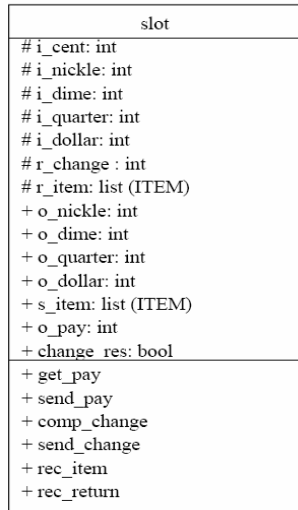 slot
# i_cent: int
# i_nickle: int
# i_dime: int
# i_quarter: int
# i_dollar: int
# r_change : int
# r_item: list (ITEM)
+ o_nickle: int
+ o_dime: int
+ o_quarter: int
+ o_dollar: int
+ s_item: list (ITEM)
+ o_pay: int
+ change_res: bool
+ get_pay
+ send_pay
+ comp_change
+ send_change
+ rec_item
+ rec_return